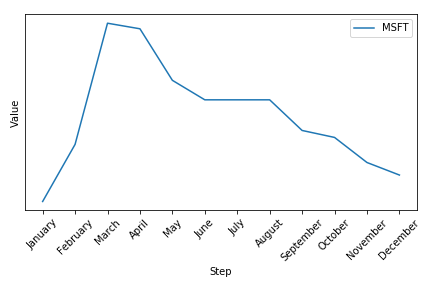 MSFT
Value
January
February
March
April
May
June
July
August
September
October
November
December
Step